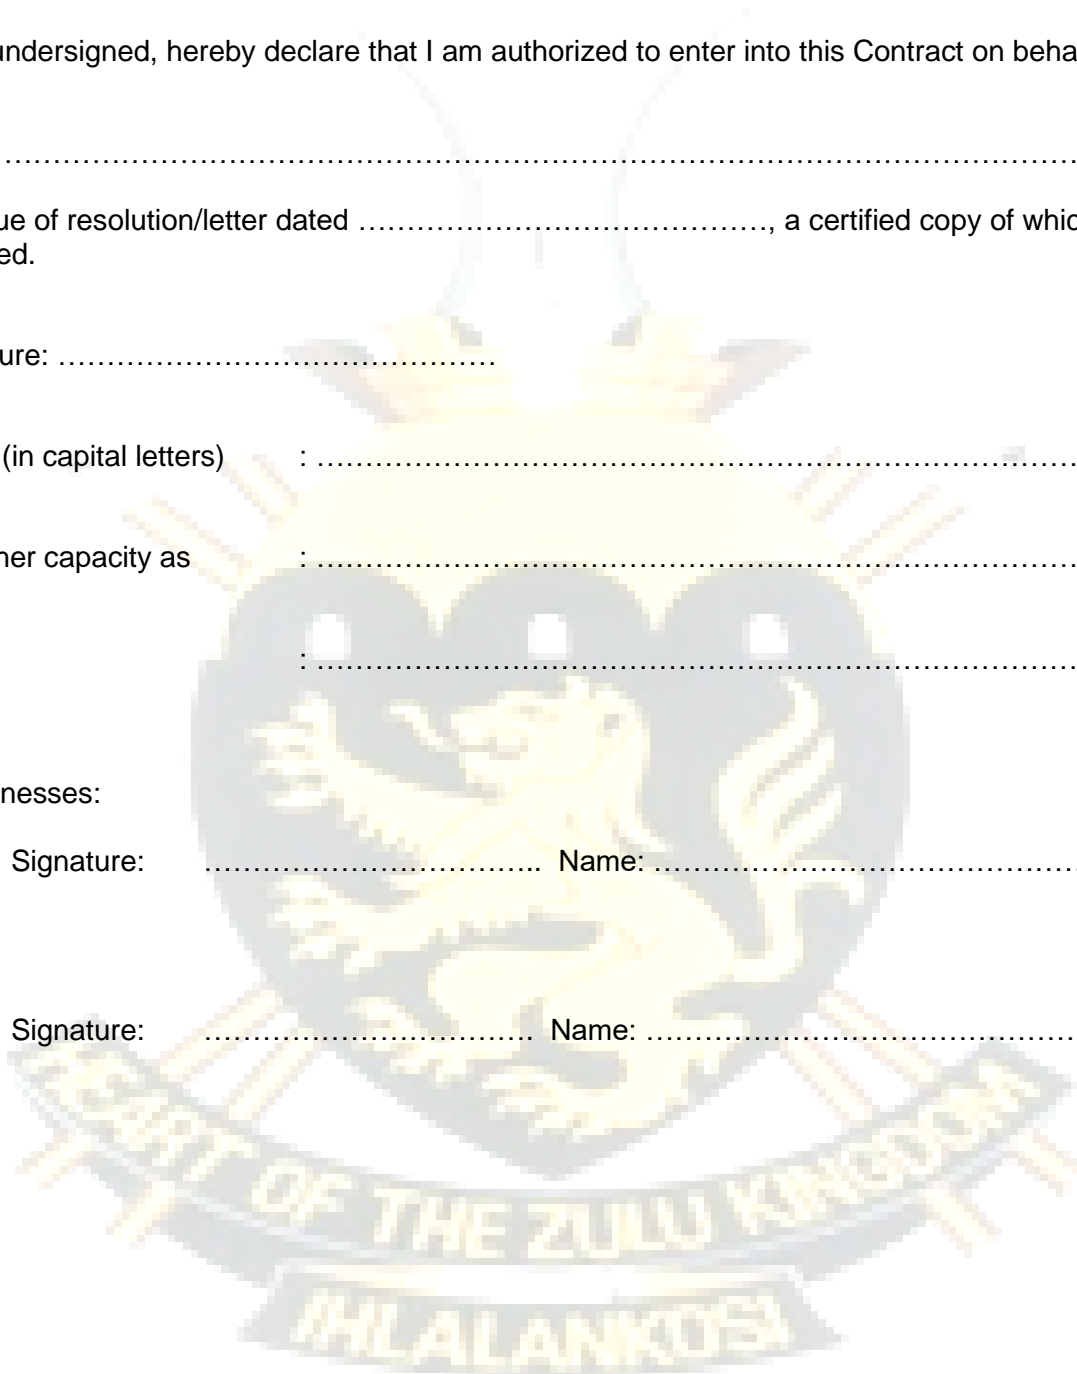 undersigned, hereby declare that I am authorized to enter into this Contract on beha
……………………………………………………………………………………………………
ue of resolution/letter dated ……………………………………, a certified copy of whic
ed.
ure: ………………………………………
(in capital letters) : ……………………………………………………………………
her capacity as : ……………………………………………………………………
: ……………………………………………………………………
nesses:
Signature: …………………………….. Name: ……………………………………
Signature: ……………………………. Name: ……………………………………
HEART OF THE ZULU KINGDOM
IHLALANKOSI